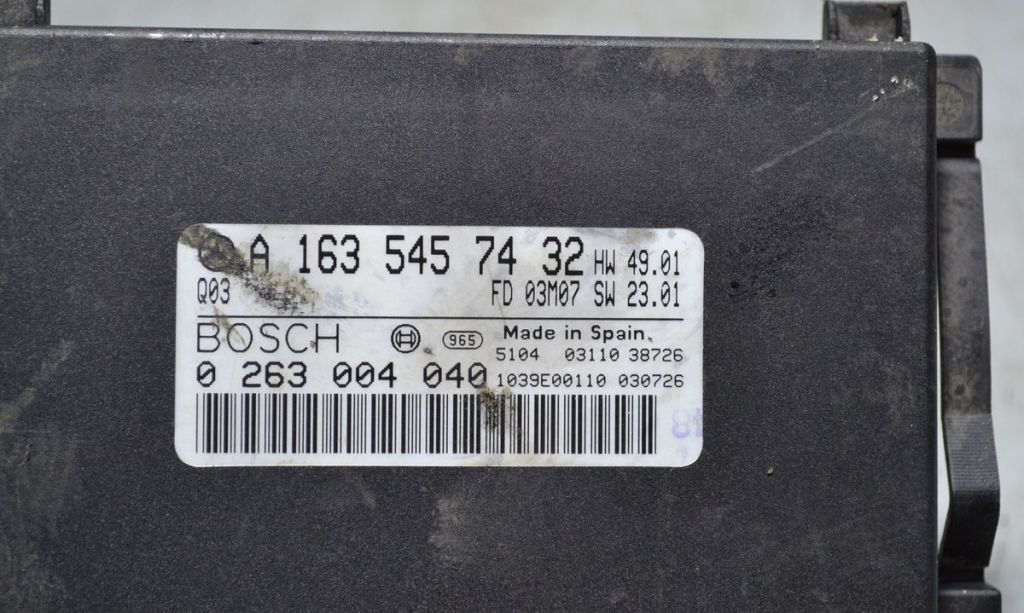 A 163 545 74 32 HW 49.01
Q03 FD 03M07 SW 23.01
BOSCH 965 Made in Spain.
5104 03110 38726
0 263 004 040 1039E00110 030726